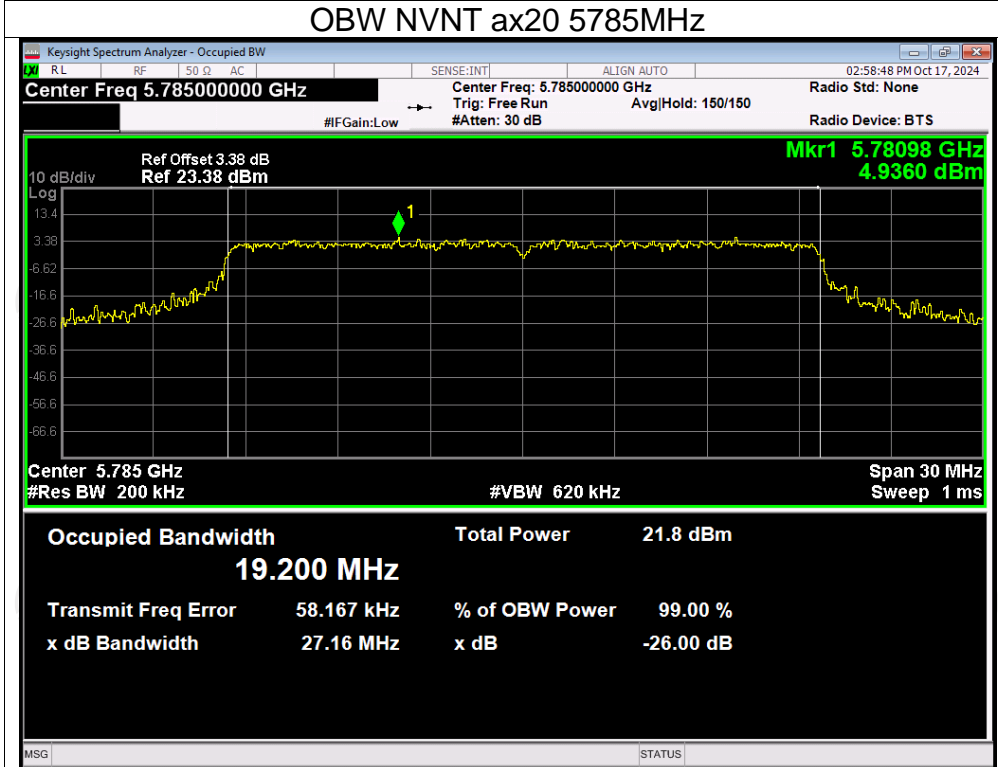 OBW NVNT ax20 5785MHz
Keysight Spectrum Analyzer - Occupied BW
LXI RL RF 50 Ω AC SENSE:INT ALIGN AUTO 02:58:48 PM Oct 17, 2024
Center Freq 5.785000000 GHz Center Freq: 5.785000000 GHz Radio Std: None
Trig: Free Run Avg|Hold: 150/150
#IFGain:Low #Atten: 30 dB Radio Device: BTS
Ref Offset 3.38 dB Mkr1 5.78098 GHz
10 dB/div Ref 23.38 dBm 4.9360 dBm
Log
13.4
1
3.38
-6.62
-16.6
-26.6
-36.6
-46.6
-56.6
-66.6
Center 5.785 GHz Span 30 MHz
#Res BW 200 kHz #VBW 620 kHz Sweep 1 ms
Occupied Bandwidth Total Power 21.8 dBm
19.200 MHz
Transmit Freq Error 58.167 kHz % of OBW Power 99.00 %
x dB Bandwidth 27.16 MHz x dB -26.00 dB
MSG STATUS